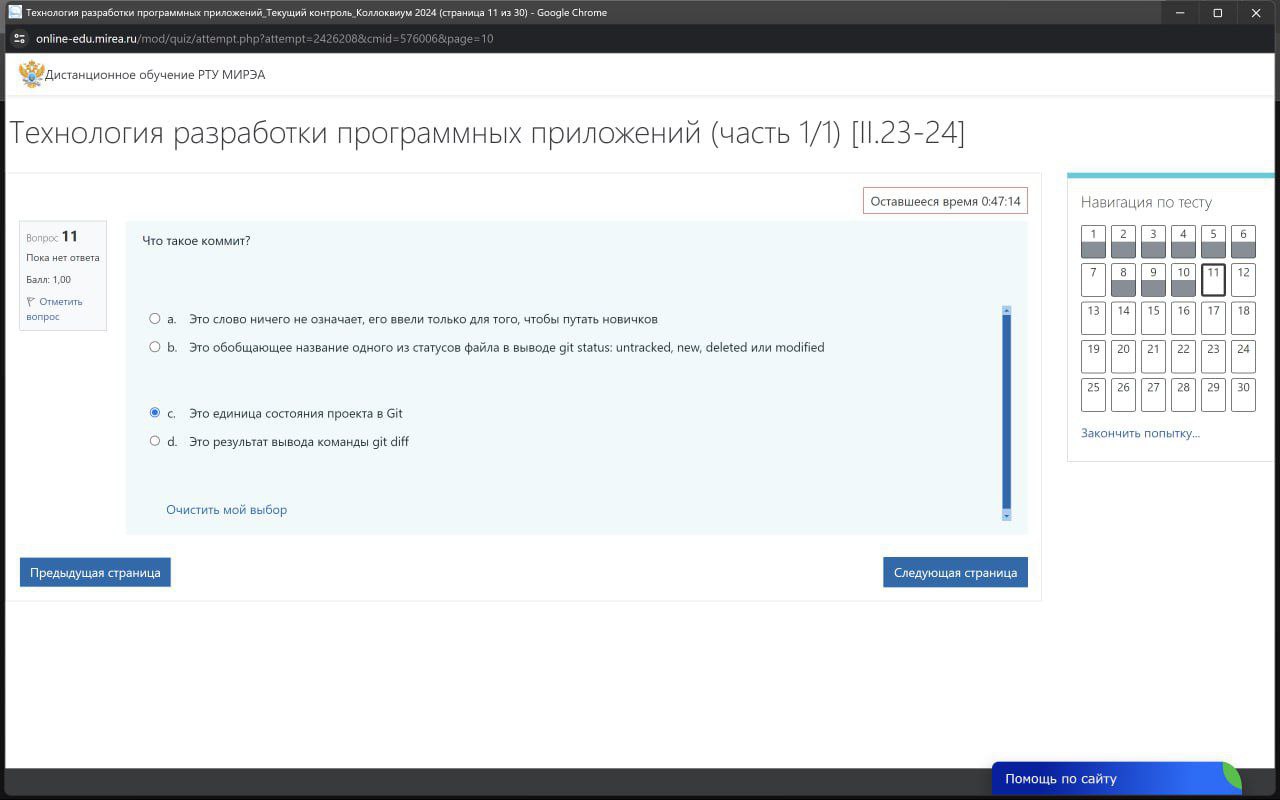 Технология разработки программных приложений_Текущий контроль_Коллоквиум 2024 (страница 11 из 30) - Google Chrome
online-edu.mirea.ru/mod/quiz/attempt.php?attempt=2426208&cmid=576006&page=10
Дистанционное обучение РТУ МИРЭА
Технология разработки программных приложений (часть 1/1) [II.23-24]
Оставшееся время 0:47:14
Вопрос 11
Пока нет ответа
Балл: 1,00
Отметить
вопрос
Что такое коммит?
a. Это слово ничего не означает, его ввели только для того, чтобы путать новичков
b. Это обобщающее название одного из статусов файла в выводе git status: untracked, new, deleted или modified
c. Это единица состояния проекта в Git
d. Это результат вывода команды git diff
Очистить мой выбор
Предыдущая страница
Следующая страница
Навигация по тесту
1 2 3 4 5 6
7 8 9 10 11 12
13 14 15 16 17 18
19 20 21 22 23 24
25 26 27 28 29 30
Закончить попытку...
Помощь по сайту